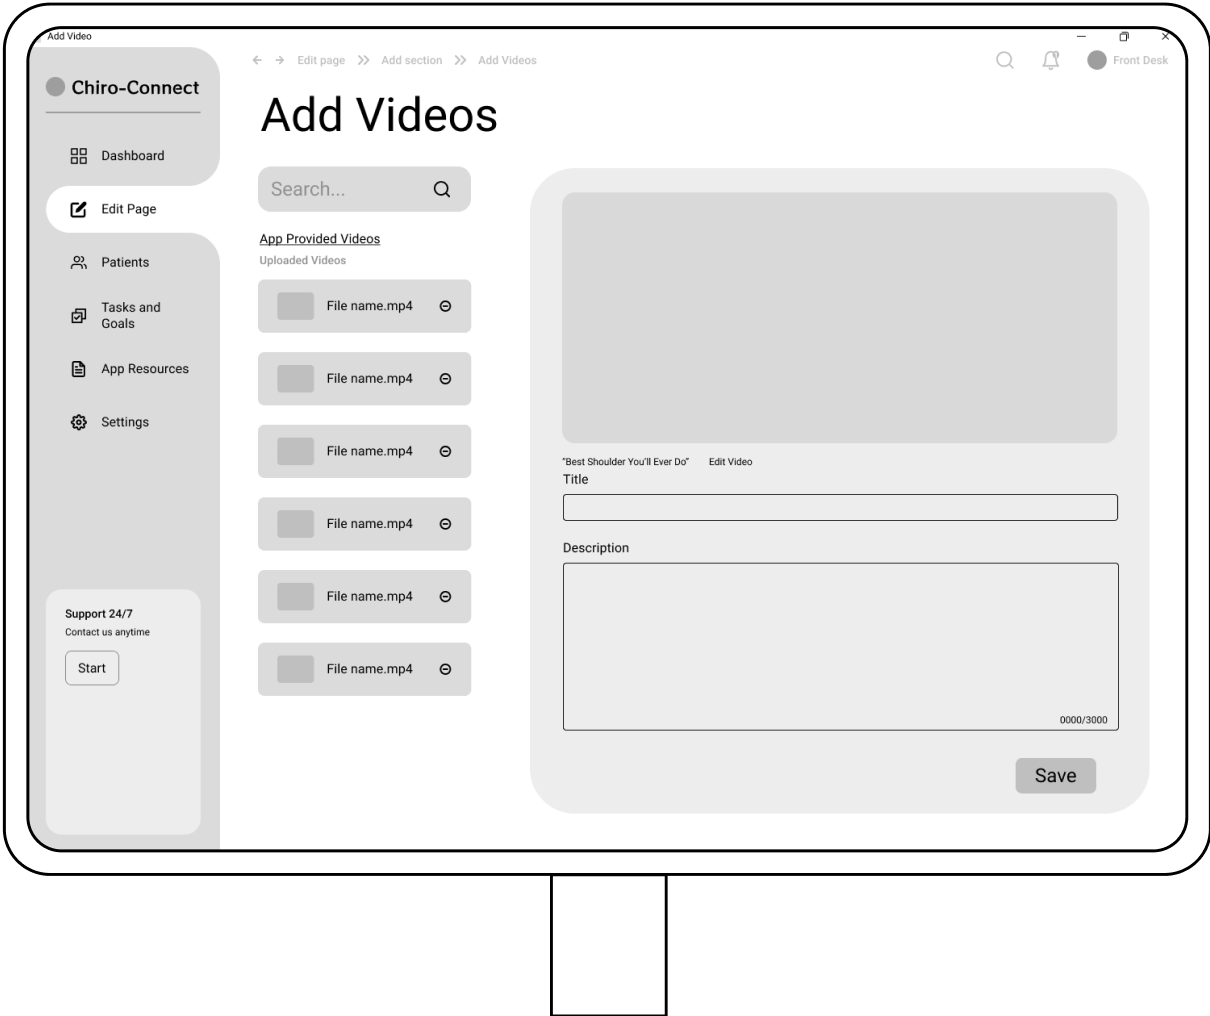 Add Video
Chiro-Connect
Dashboard
Edit Page
Patients
Tasks and
Goals
App Resources
Settings
Support 24/7
Contact us anytime
Start
Edit page
Add section
Add Videos
Front Desk
Add Videos
Search...
App Provided Videos
Uploaded Videos
File name.mp4
File name.mp4
File name.mp4
File name.mp4
File name.mp4
File name.mp4
"Best Shoulder You'll Ever Do" Edit Video
Title
Description
0000/3000
Save